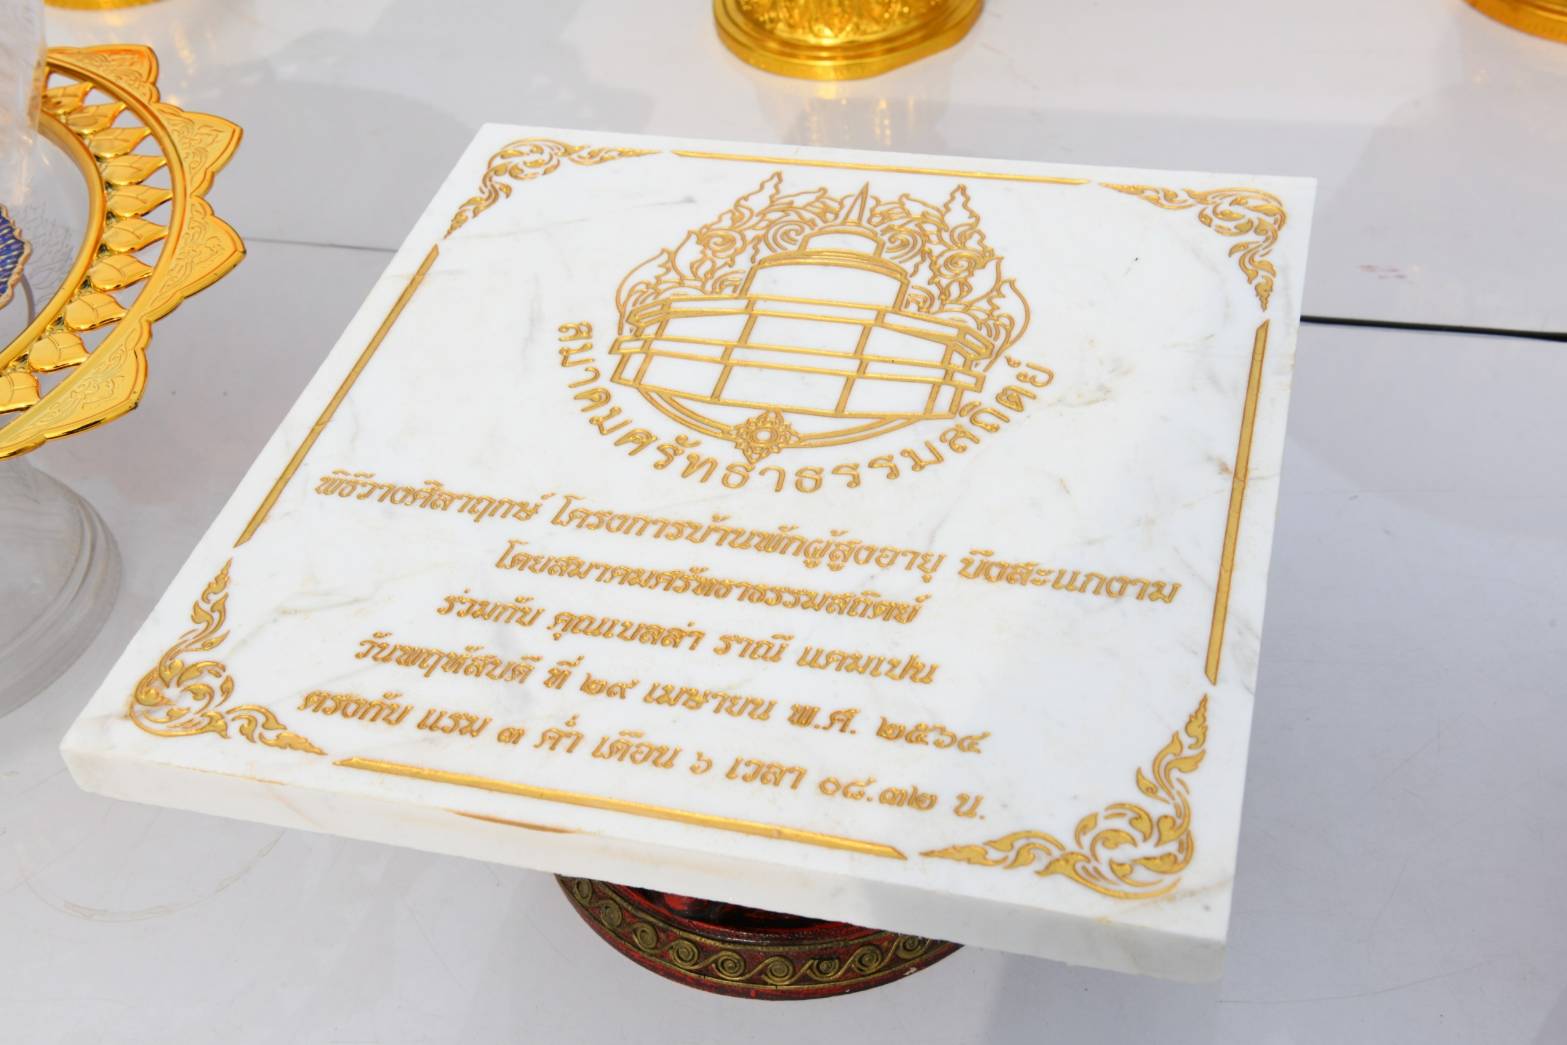 สมาคมศรัทธาธรรมสถิตย์
พิธีวางศิลาฤกษ์ โครงการบ้านพักผู้สูงอายุ บึงสะแกงาม
โดยสมาคมศรัทธาธรรมสถิตย์
ร่วมกับ คุณเบลล่า ราณี แคมเปน
วันพฤหัสบดี ที่ ๒๙ เมษายน พ.ศ. ๒๕๖๔
ตรงกับ แรม ๓ ค่ำ เดือน ๖ เวลา ๐๘.๓๒ น.